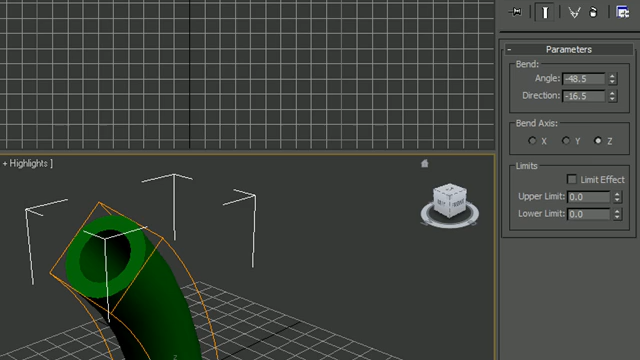 Parameters
Bend:
Angle: -48.5
Direction: -16.5
Bend Axis:
X Y Z
+ Highlights ]
Limits
Limit Effect
Upper Limit: 0.0
Lower Limit: 0.0